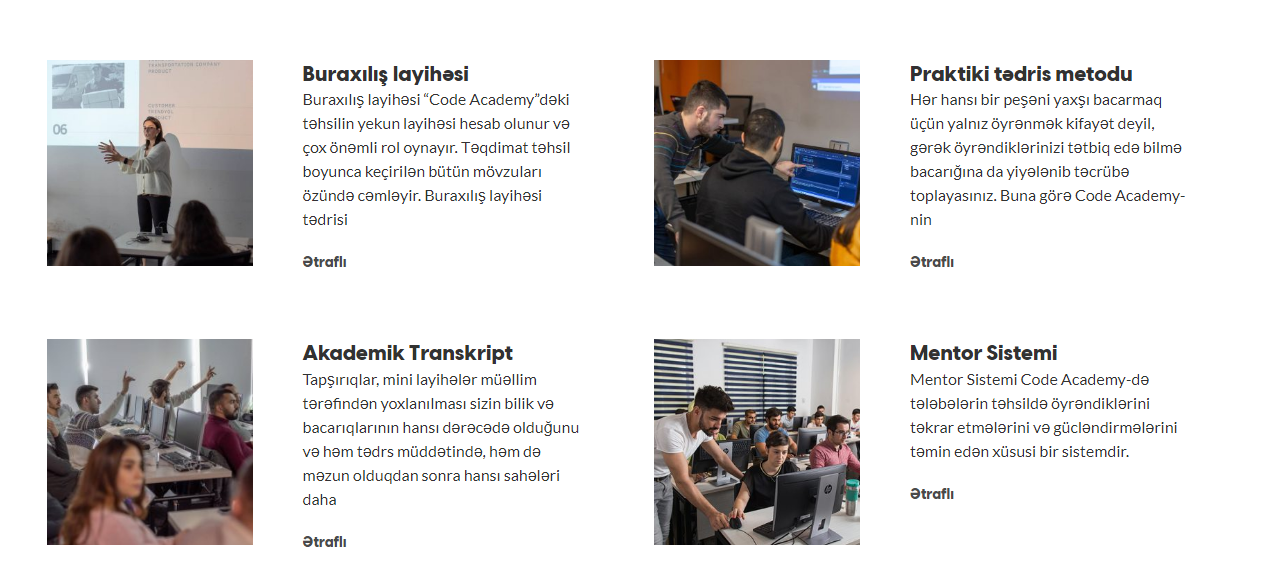 TRANSPORTATION COMPANY
PRODUCT
06
Buraxılış layihəsi
Buraxılış layihəsi “Code Academy”dəki
təhsilin yekun layihəsi hesab olunur və
çox önəmli rol oynayır. Təqdimat təhsil
boyunca keçirilən bütün mövzuları
özündə cəmləyir. Buraxılış layihəsi
tədrisi
Ətraflı
Praktiki tədris metodu
Hər hansı bir peşəni yaxşı bacarmaq
üçün yalnız öyrənmək kifayət deyil,
gərək öyrəndiklərinizi tətbiq edə bilmə
bacarığına da yiyələnib təcrübə
toplayasınız. Buna görə Code Academy-
nin
Ətraflı
Akademik Transkript
Tapşırıqlar, mini layihələr müəllim
tərəfindən yoxlanılması sizin bilik və
bacarıqlarının hansı dərəcədə olduğunu
və həm tədrs müddətində, həm də
məzun olduqdan sonra hansı sahələri
daha
Ətraflı
Mentor Sistemi
Mentor Sistemi Code Academy-də
tələbələrin təhsildə öyrəndiklərini
təkrar etmələrini və gücləndirmələrini
təmin edən xüsusi bir sistemdir.
Ətraflı